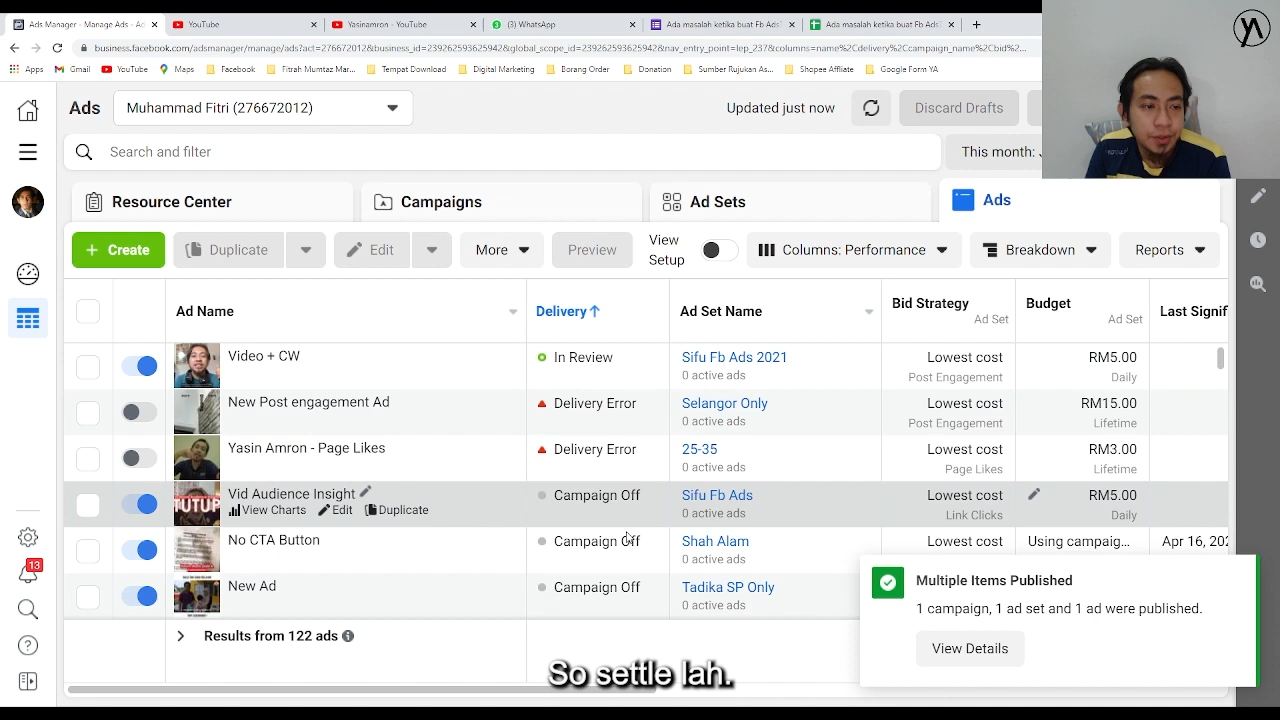 Ads Manager - Manage Ads - Ad
YouTube
Yasinamron - YouTube
(3) WhatsApp
Ada masalah ketika buat Fb Ads?
Ada masalah ketika buat Fb Ads?
YA
Apps
Gmail
YouTube
Maps
Facebook
Fitrah Mumtaz Mar...
Tempat Download
Digital Marketing
Borang Order
Donation
Sumber Rujukan As...
Shopee Affliate
Google Form YA
Ads
Muhammad Fitri (276672012)
Updated just now
Discard Drafts
Search and filter
This month:
Resource Center
Campaigns
Ad Sets
Ads
+ Create
Duplicate
Edit
More
Preview
View
Setup
Columns: Performance
Breakdown
Reports
Ad Name
Delivery↑
Ad Set Name
Bid Strategy
Ad Set
Budget
Ad Set
Last Signif
Video + CW
In Review
Sifu Fb Ads 2021
0 active ads
Lowest cost
Post Engagement
RM5.00
Daily
New Post engagement Ad
Delivery Error
Selangor Only
0 active ads
Lowest cost
Post Engagement
RM15.00
Lifetime
Yasin Amron - Page Likes
Delivery Error
25-35
0 active ads
Lowest cost
Page Likes
RM3.00
Lifetime
TUTUP
Vid Audience Insight
View Charts Edit Duplicate
Campaign Off
Sifu Fb Ads
0 active ads
Lowest cost
Link Clicks
RM5.00
Daily
No CTA Button
Campaign Off
Shah Alam
0 active ads
Lowest cost
Using campaig...
Apr 16, 202
New Ad
Campaign Off
Tadika SP Only
0 active ads
13
Results from 122 ads
Multiple Items Published
1 campaign, 1 ad set and 1 ad were published.
View Details
So settle lah.